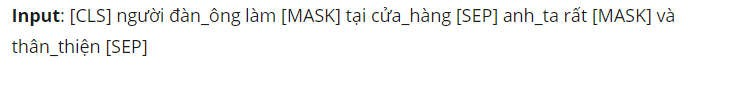 Input: [CLS] người đàn_ông làm [MASK] tại cửa_hàng [SEP] anh_ta rất [MASK] và
thân_thiện [SEP]